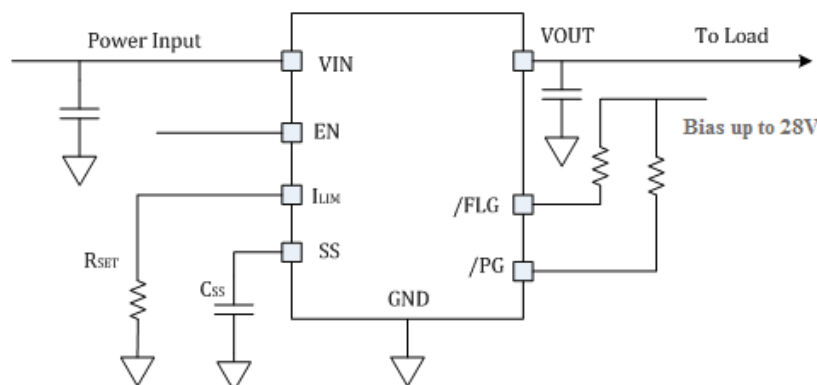 Power Input
VIN
VOUT
To Load
EN
Bias up to 28V
ILIM
/FLG
RSET
SS
/PG
CSS
GND